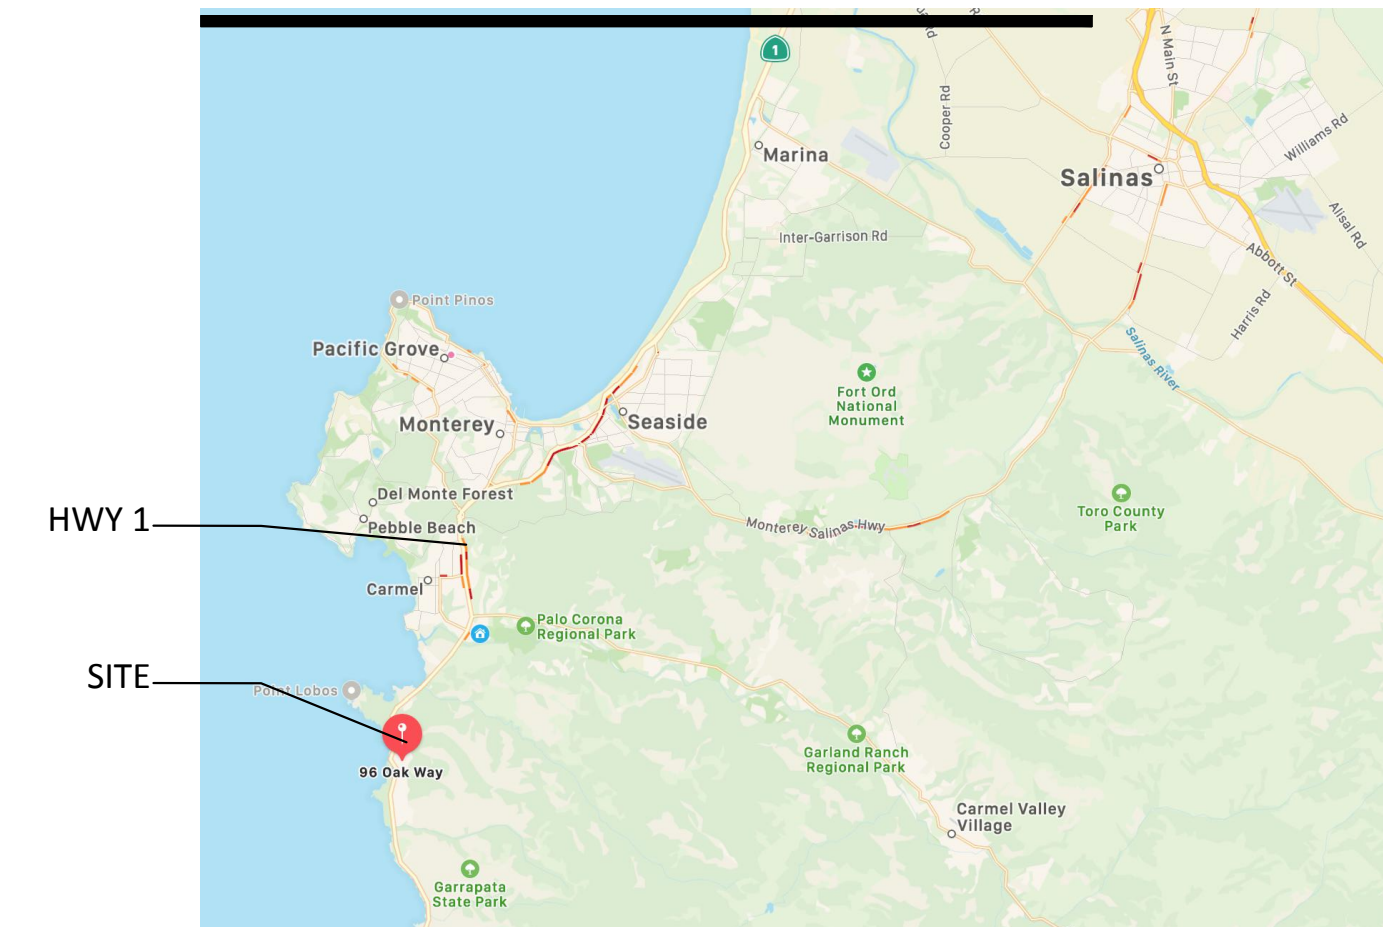 1
Cooper Rd
N Main St
Williams Rd
Marina
Salinas
Alisal Rd
Inter-Garrison Rd
Abbott St
Point Pinos
Harris Rd
Salinas River
Pacific Grove
Fort Ord
National
Monument
Monterey
Seaside
Del Monte Forest
Toro County
Park
HWY 1
Pebble Beach
Monterey Salinas Hwy
Carmel
Palo Corona
Regional Park
SITE
Point Lobos
Garland Ranch
Regional Park
96 Oak Way
Carmel Valley
Village
Garrapata
State Park